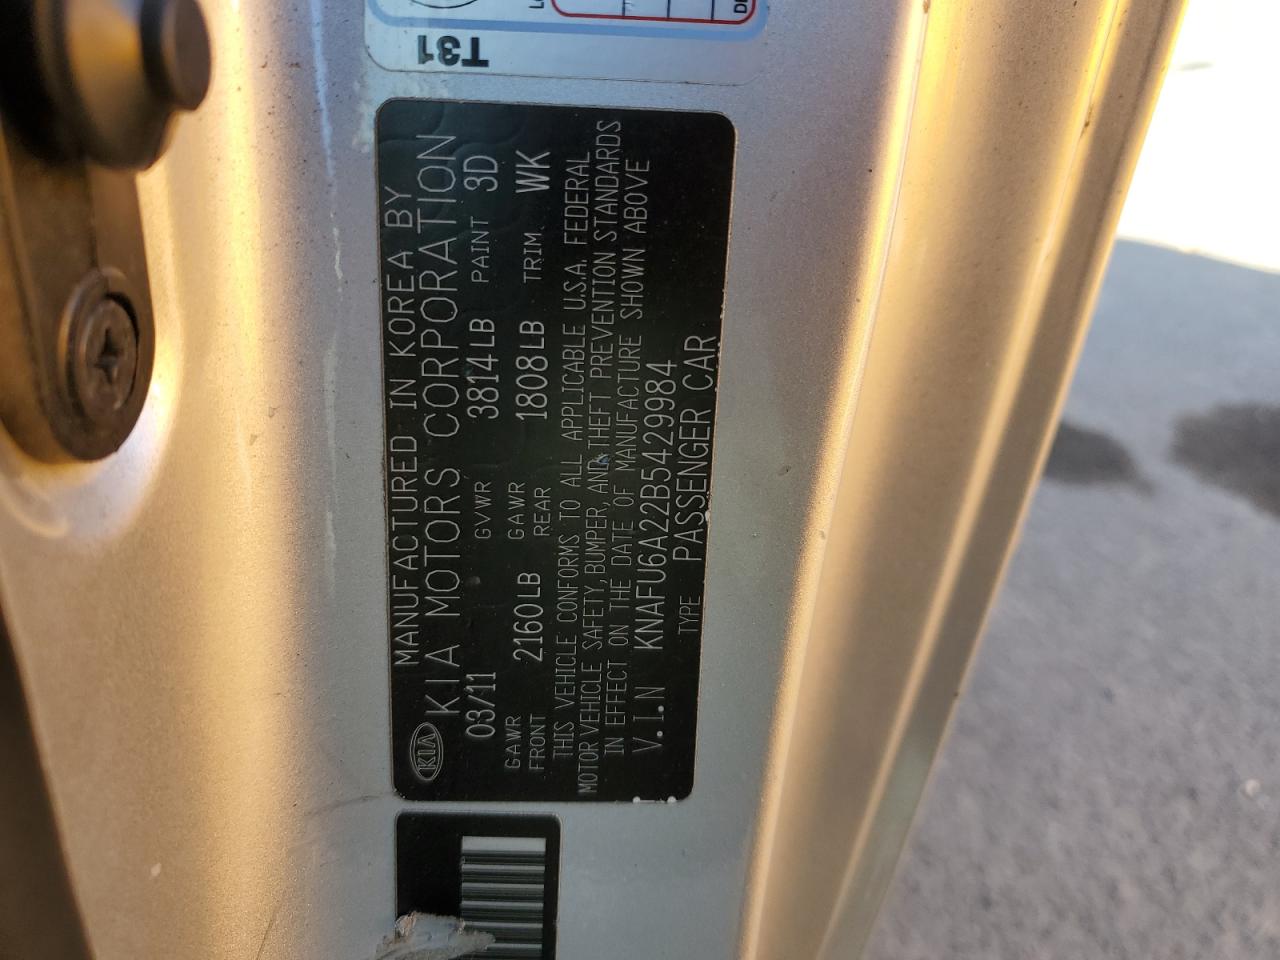 T31
MANUFACTURED IN KOREA BY
KIA KIA MOTORS CORPORATION
03/11 GVWR 3814LB PAINT 3D
GAWR FRONT 2160LB GAWR REAR 1808LB TRIM WK
THIS VEHICLE CONFORMS TO ALL APPLICABLE U.S.A. FEDERAL
MOTOR VEHICLE SAFETY, BUMPER, AND THEFT PREVENTION STANDARDS
IN EFFECT ON THE DATE OF MANUFACTURE SHOWN ABOVE
V.I.N KNAFU6A22B5429984
TYPE PASSENGER CAR